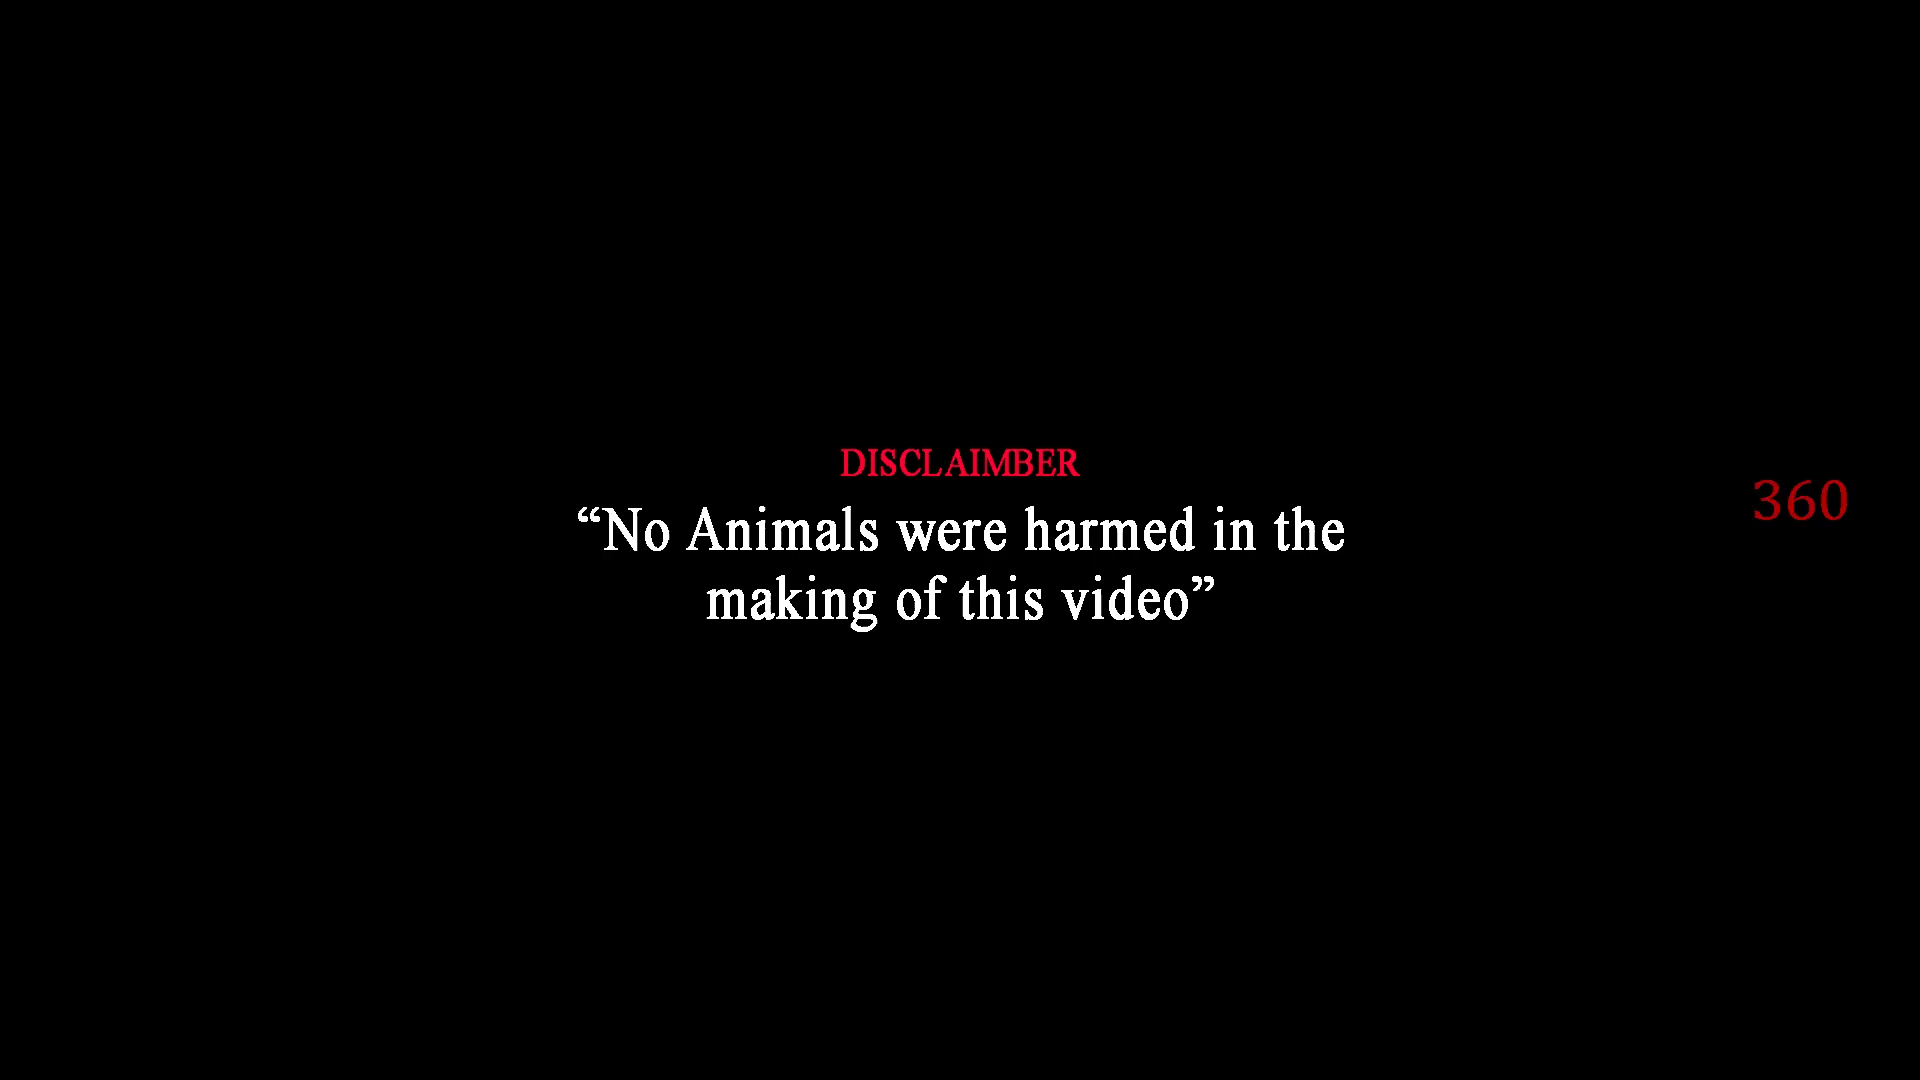 DISCLAIMBER
360
“No Animals were harmed in the
making of this video”